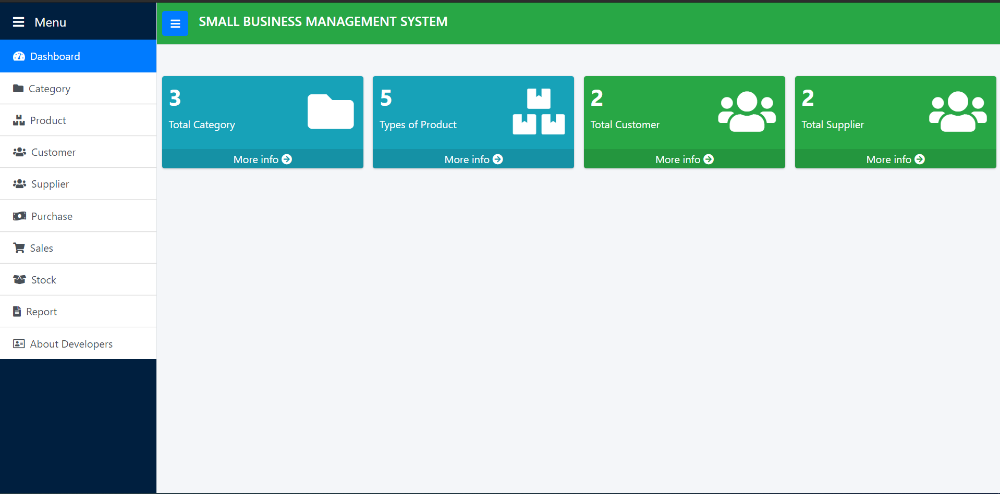 Menu
SMALL BUSINESS MANAGEMENT SYSTEM
Dashboard
Category
Product
Customer
Supplier
Purchase
Sales
Stock
Report
About Developers
3
Total Category
More info
5
Types of Product
More info
2
Total Customer
More info
2
Total Supplier
More info